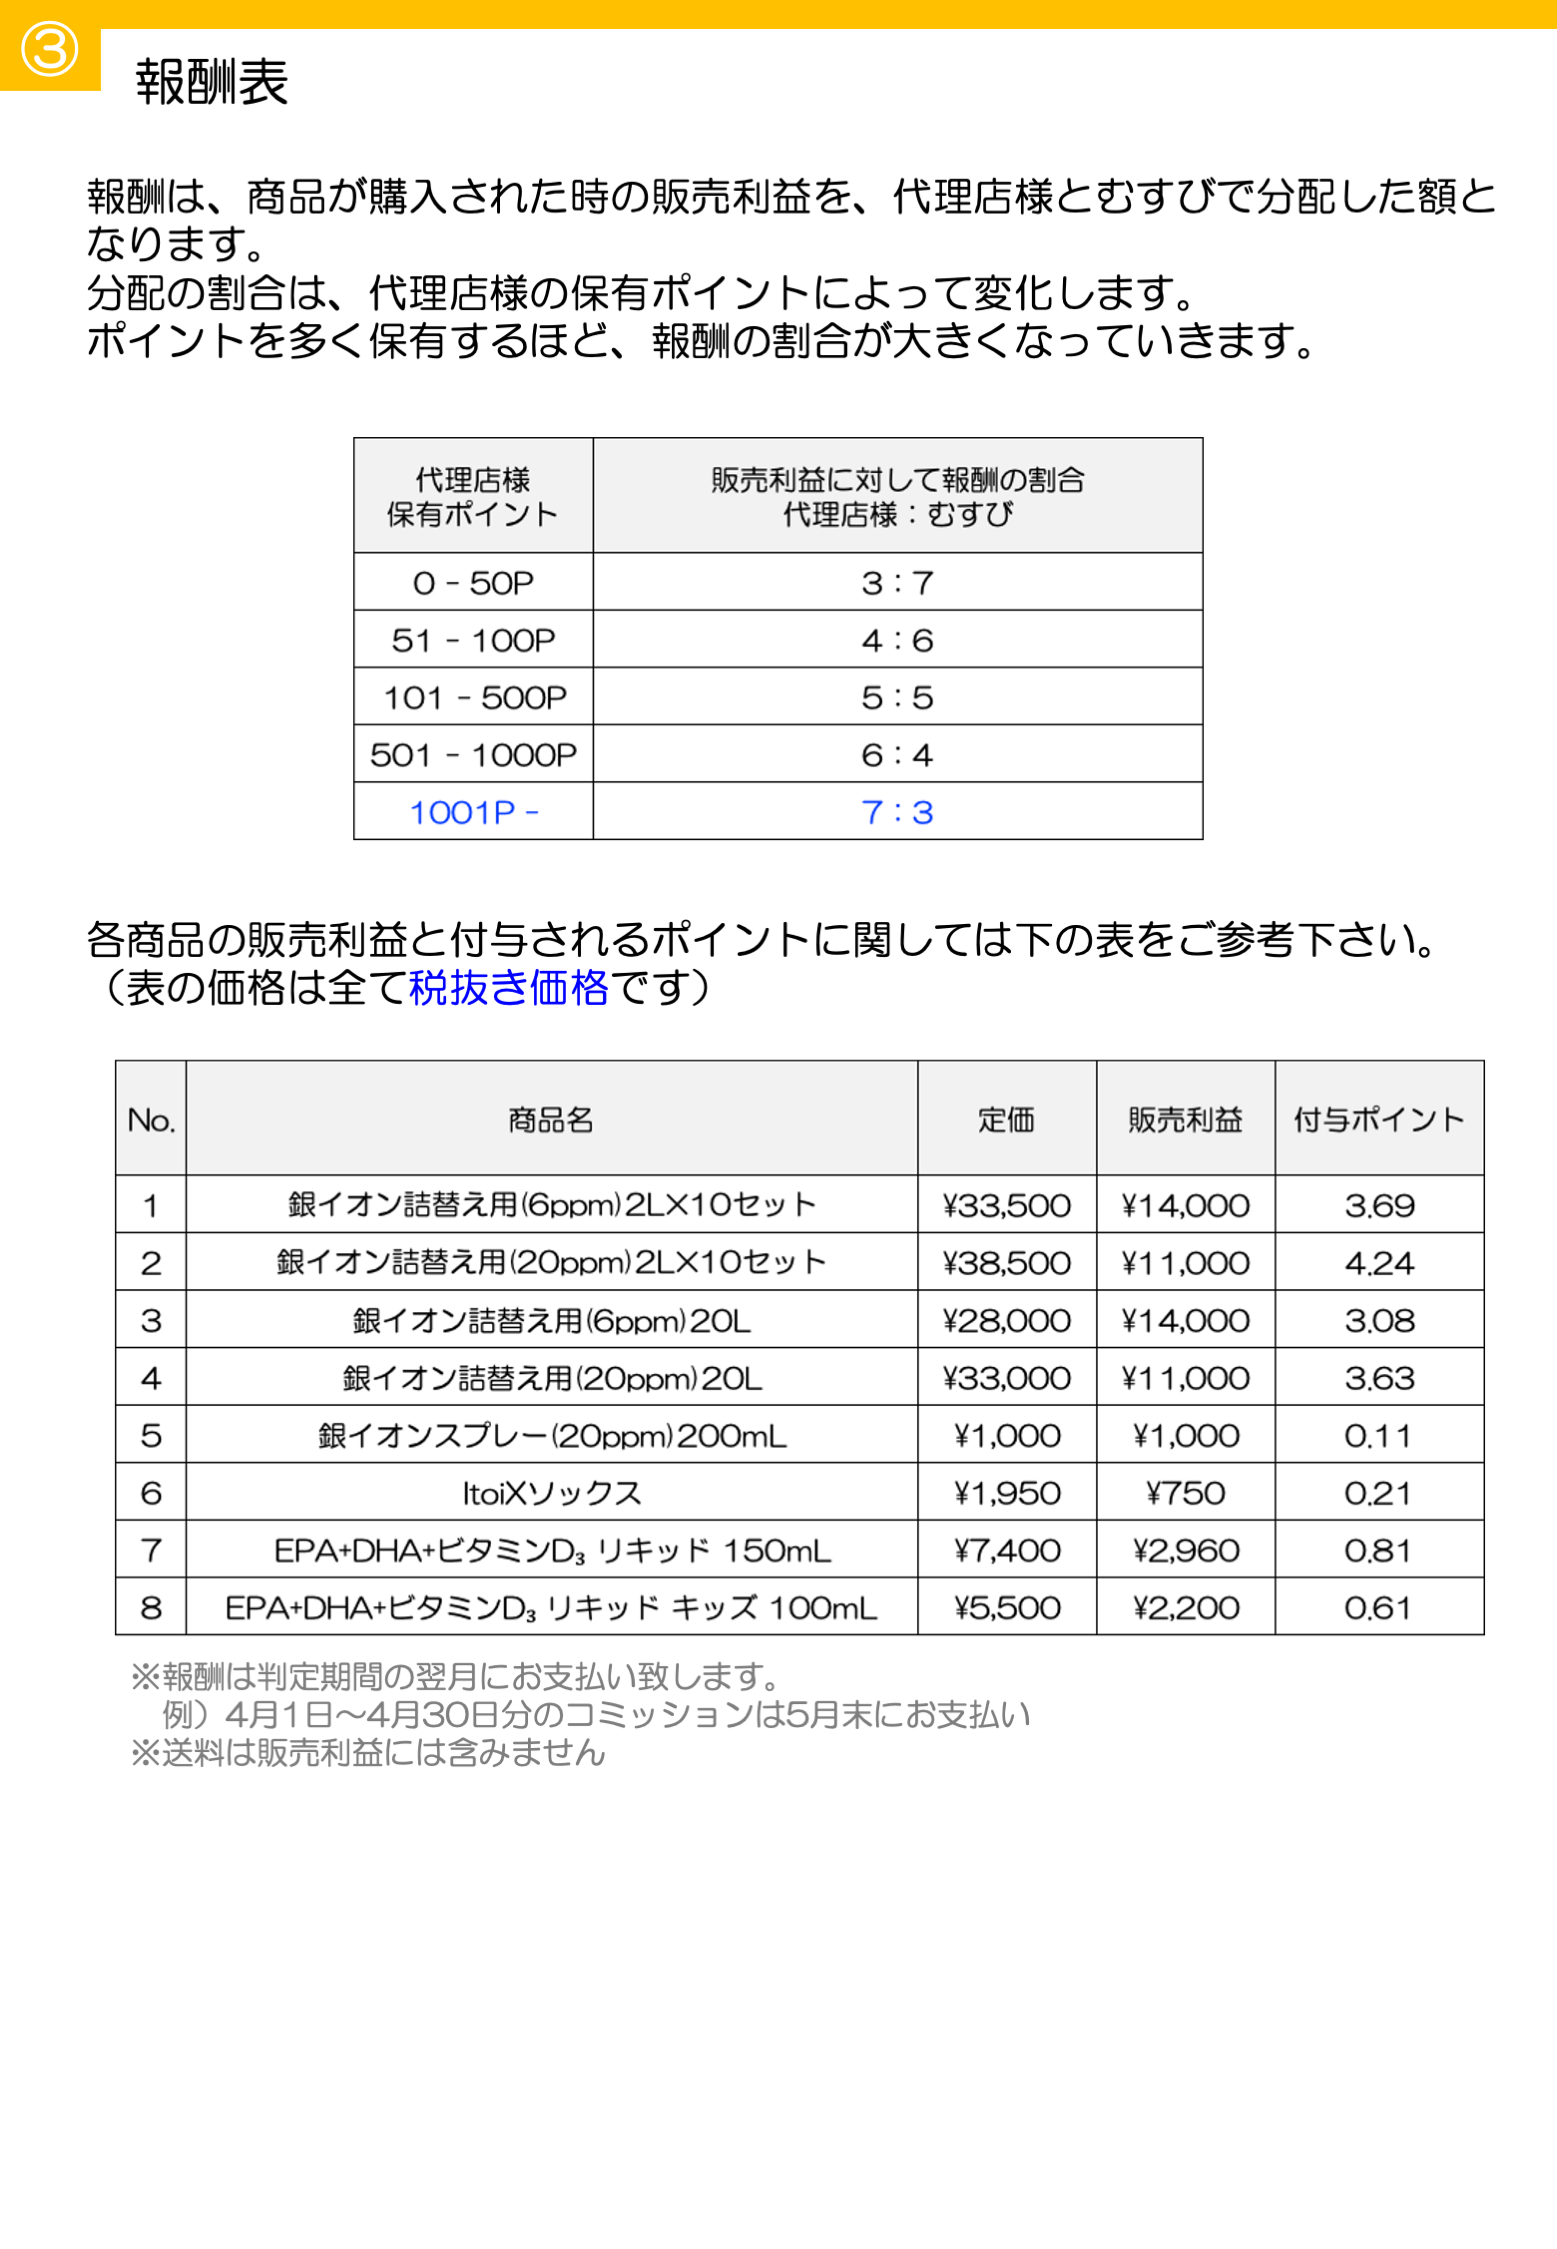 ③
報酬表
報酬は、商品が購入された時の販売利益を、代理店様とむすびで分配した額と
なります。
分配の割合は、代理店様の保有ポイントによって変化します。
ポイントを多く保有するほど、報酬の割合が大きくなっていきます。
代理店様
保有ポイント
販売利益に対して報酬の割合
代理店様：むすび
0 - 50P 3：7
51 - 100P 4：6
101 - 500P 5：5
501 - 1000P 6：4
1001P - 7：3
各商品の販売利益と付与されるポイントに関しては下の表をご参考下さい。
（表の価格は全て税抜き価格です）
No. 商品名 定価 販売利益 付与ポイント
1 銀イオン詰替え用(6ppm)2L×10セット ¥33,500 ¥14,000 3.69
2 銀イオン詰替え用(20ppm)2L×10セット ¥38,500 ¥11,000 4.24
3 銀イオン詰替え用(6ppm)20L ¥28,000 ¥14,000 3.08
4 銀イオン詰替え用(20ppm)20L ¥33,000 ¥11,000 3.63
5 銀イオンスプレー(20ppm)200mL ¥1,000 ¥1,000 0.11
6 ItoiXソックス ¥1,950 ¥750 0.21
7 EPA+DHA+ビタミンD₃ リキッド 150mL ¥7,400 ¥2,960 0.81
8 EPA+DHA+ビタミンD₃ リキッド キッズ 100mL ¥5,500 ¥2,200 0.61
※報酬は判定期間の翌月にお支払い致します。
例）4月1日～4月30日分のコミッションは5月末にお支払い
※送料は販売利益には含みません